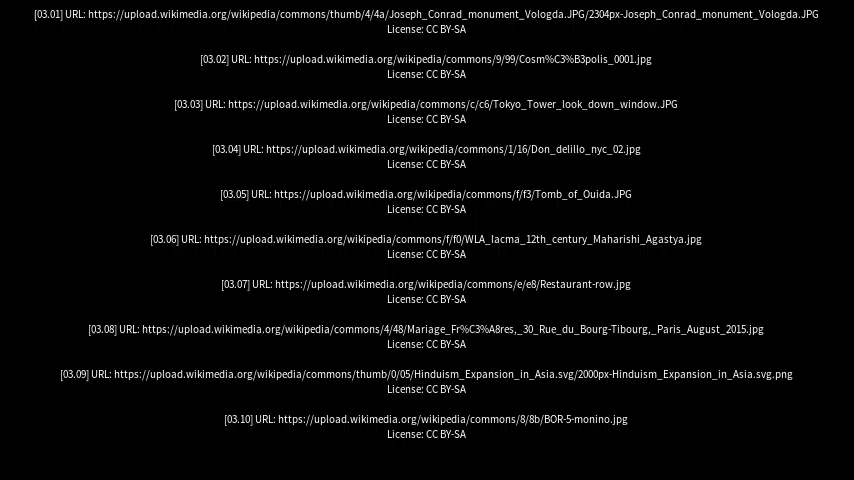 [03.01] URL: https://upload.wikimedia.org/wikipedia/commons/thumb/4/4a/Joseph_Conrad_monument_Vologda.JPG/2304px-Joseph_Conrad_monument_Vologda.JPG
License: CC BY-SA
[03.02] URL: https://upload.wikimedia.org/wikipedia/commons/9/99/Cosm%C3%B3polis_0001.jpg
License: CC BY-SA
[03.03] URL: https://upload.wikimedia.org/wikipedia/commons/c/c6/Tokyo_Tower_look_down_window.JPG
License: CC BY-SA
[03.04] URL: https://upload.wikimedia.org/wikipedia/commons/1/16/Don_delillo_nyc_02.jpg
License: CC BY-SA
[03.05] URL: https://upload.wikimedia.org/wikipedia/commons/f/f3/Tomb_of_Ouida.JPG
License: CC BY-SA
[03.06] URL: https://upload.wikimedia.org/wikipedia/commons/f/f0/WLA_lacma_12th_century_Maharishi_Agastya.jpg
License: CC BY-SA
[03.07] URL: https://upload.wikimedia.org/wikipedia/commons/e/e8/Restaurant-row.jpg
License: CC BY-SA
[03.08] URL: https://upload.wikimedia.org/wikipedia/commons/4/48/Mariage_Fr%C3%A8res,_30_Rue_du_Bourg-Tibourg,_Paris_August_2015.jpg
License: CC BY-SA
[03.09] URL: https://upload.wikimedia.org/wikipedia/commons/thumb/0/05/Hinduism_Expansion_in_Asia.svg/2000px-Hinduism_Expansion_in_Asia.svg.png
License: CC BY-SA
[03.10] URL: https://upload.wikimedia.org/wikipedia/commons/8/8b/BOR-5-monino.jpg
License: CC BY-SA